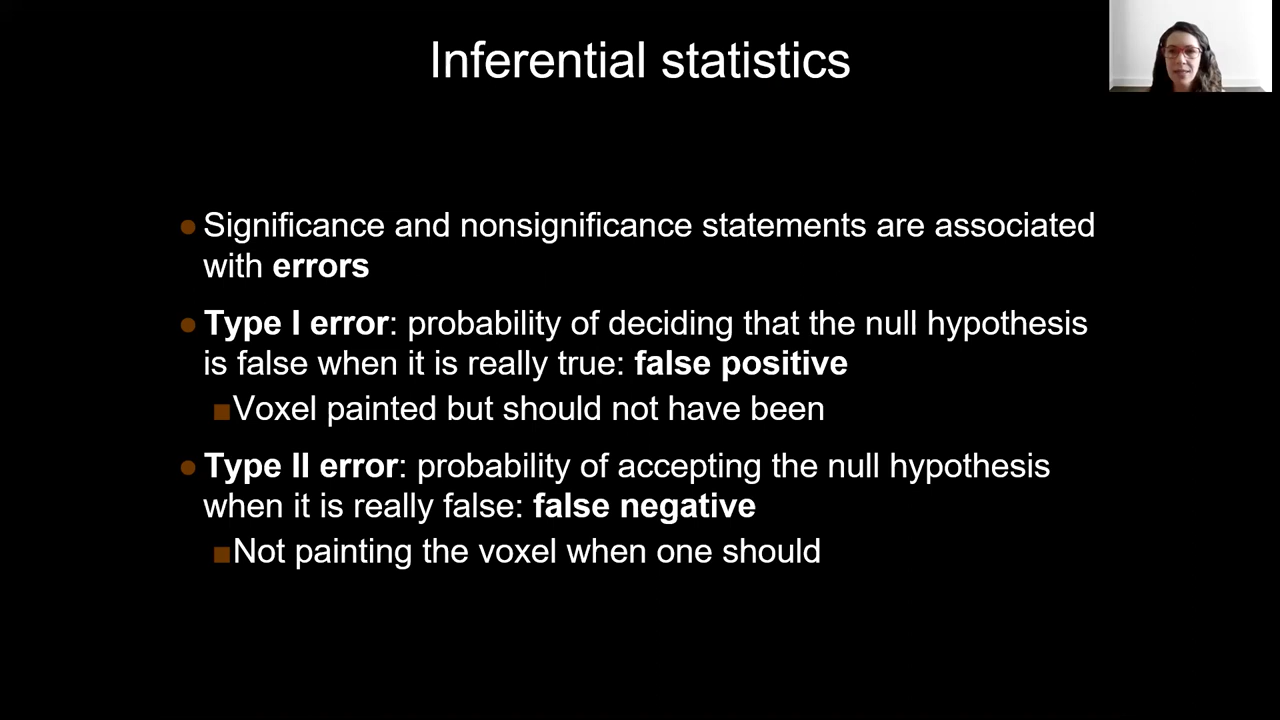 Inferential statistics
Significance and nonsignificance statements are associated
with errors
Type I error: probability of deciding that the null hypothesis
is false when it is really true: false positive
Voxel painted but should not have been
Type II error: probability of accepting the null hypothesis
when it is really false: false negative
Not painting the voxel when one should